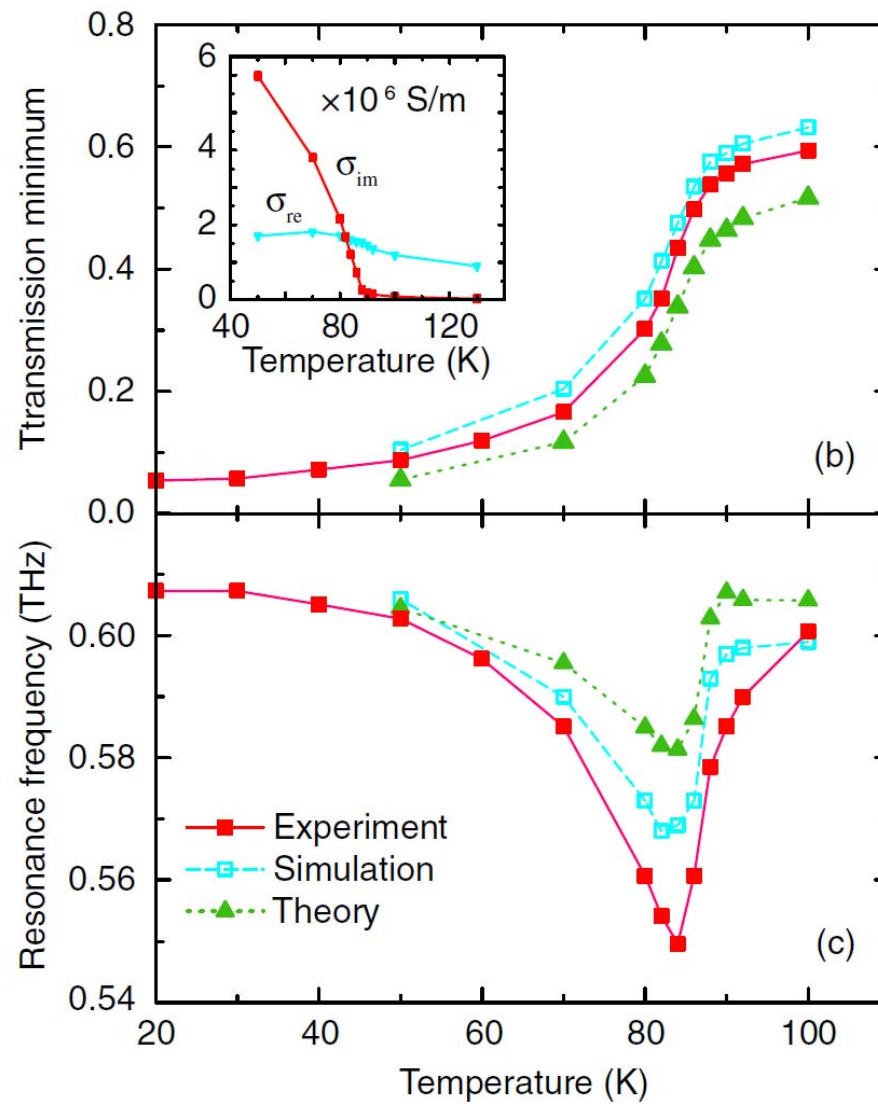 0.8
0.6
0.4
0.2
0.0
Ttransmission minimum
6
4
2
0
×10⁶ S/m
σim
σre
40
80
120
Temperature (K)
(b)
0.60
0.58
0.56
0.54
Resonance frequency (THz)
Experiment
Simulation
Theory
(c)
20
40
60
80
100
Temperature (K)